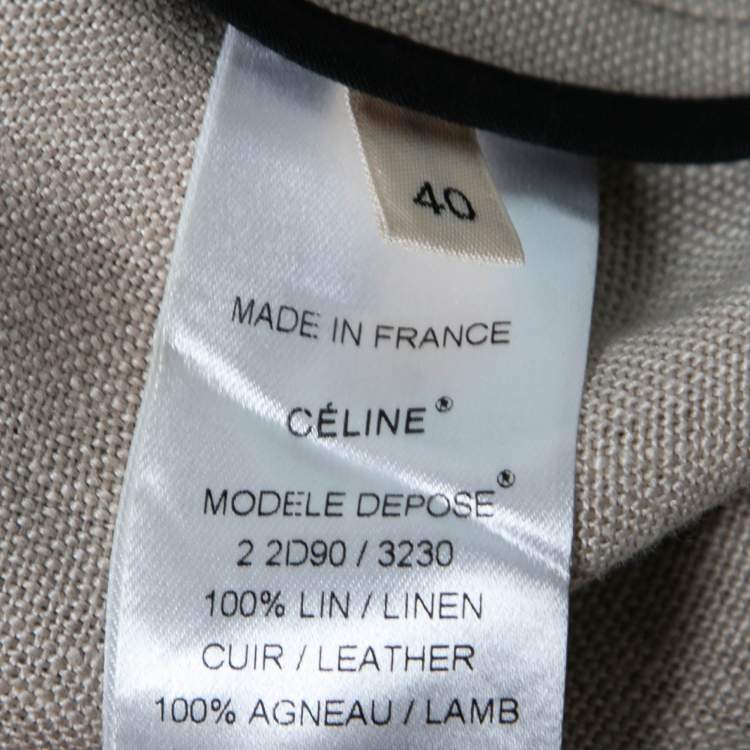 40
MADE IN FRANCE
CÉLINE®
MODELE DEPOSE®
2 2D90 / 3230
100% LIN / LINEN
CUIR / LEATHER
100% AGNEAU / LAMB